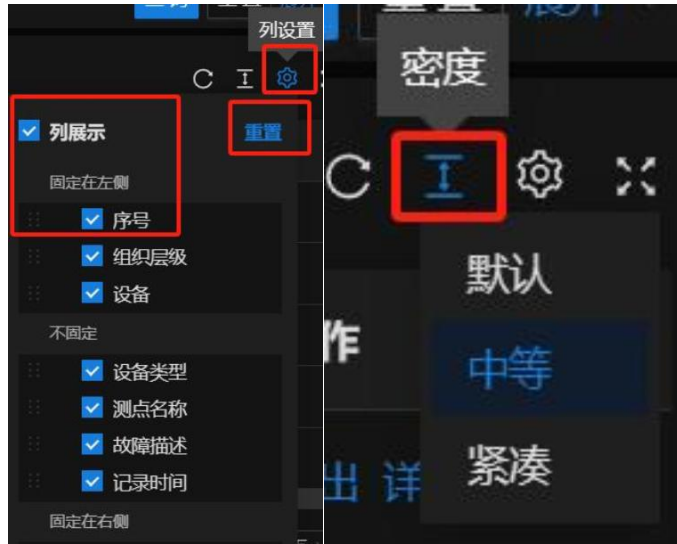 列设置
列展示
重置
固定在左侧
序号
组织层级
设备
不固定
设备类型
测点名称
故障描述
记录时间
固定在右侧
密度
默认
中等
紧凑
作
出 详